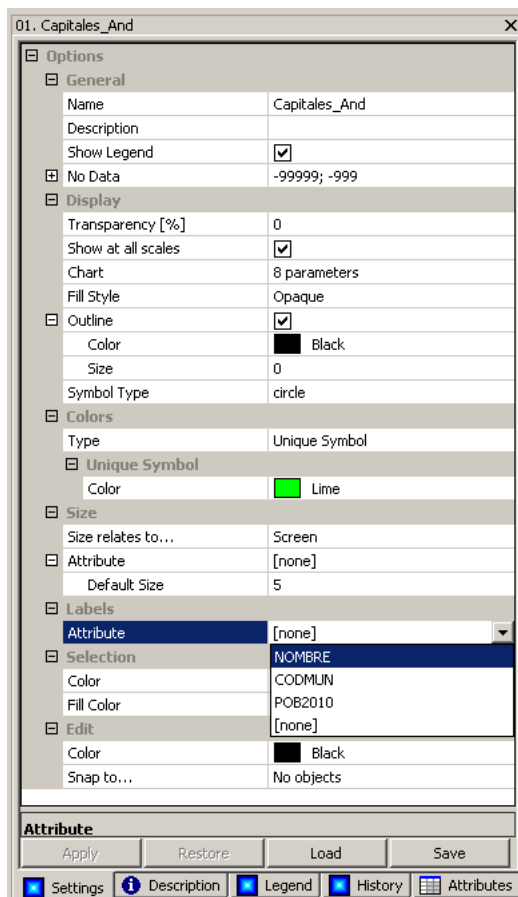 01. Capitales_And
Options
General
Name Capitales_And
Description
Show Legend
No Data -99999; -999
Display
Transparency [%] 0
Show at all scales
Chart 8 parameters
Fill Style Opaque
Outline
Color Black
Size 0
Symbol Type circle
Colors
Type Unique Symbol
Unique Symbol
Color Lime
Size
Size relates to... Screen
Attribute [none]
Default Size 5
Labels
Attribute [none]
Selection NOMBRE
Color CODMUN
Fill Color POB2010
Edit [none]
Color Black
Snap to... No objects
Attribute
Apply Restore Load Save
Settings Description Legend History Attributes